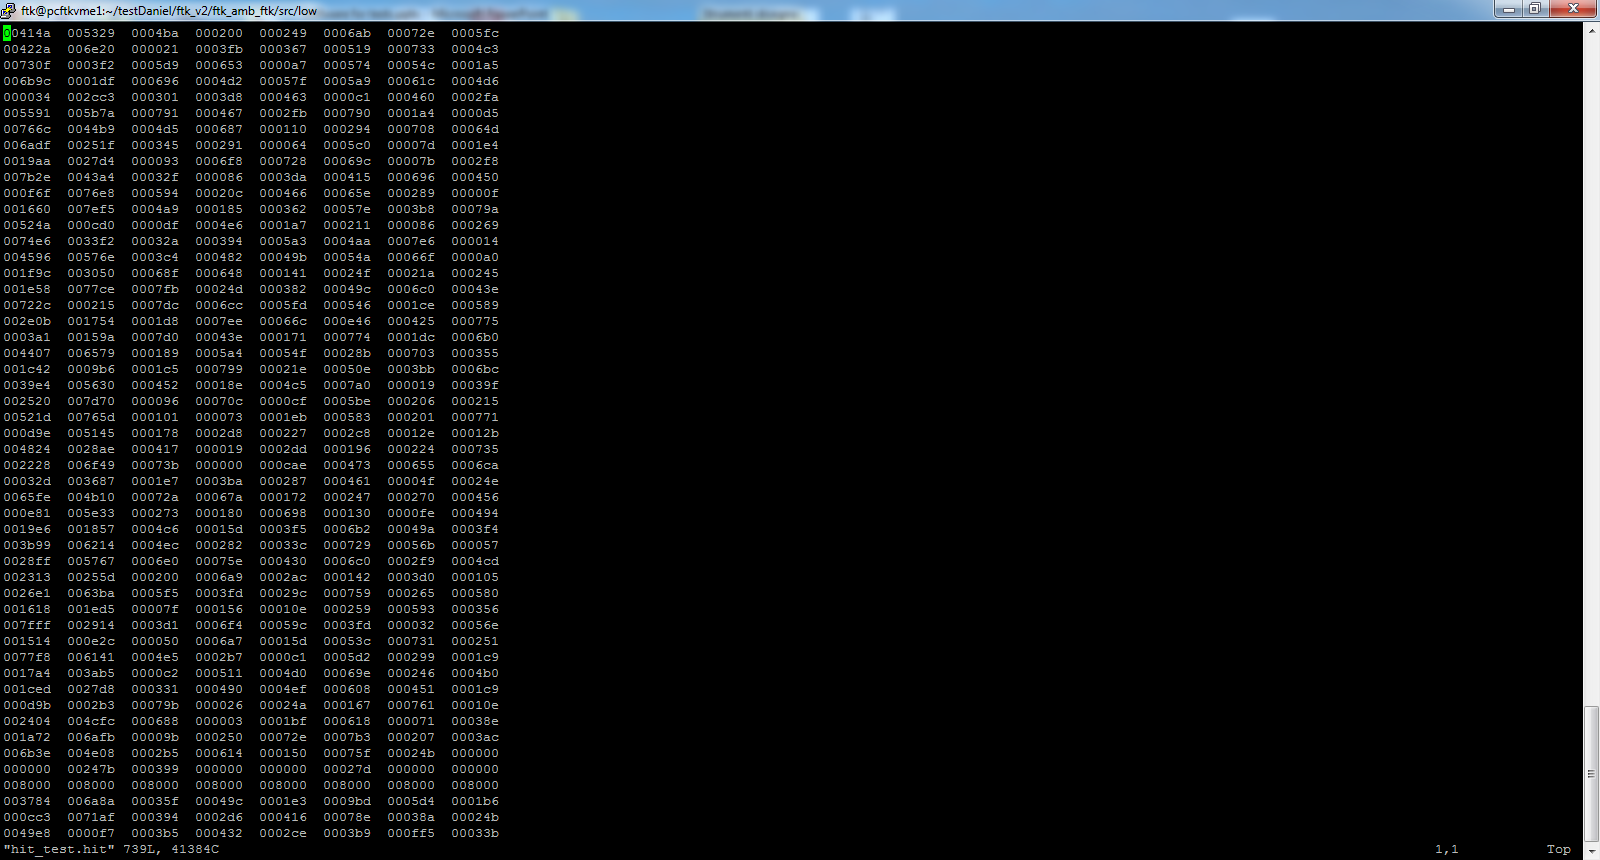 ftk@pcftkvme1:~/testDaniel/ftk_v2/ftk_amb_ftk/src/low
00414a 005329 0004ba 000200 000249 0006ab 00072e 0005fc
00422a 006e20 000021 0003fb 000367 000519 000733 0004c3
00730f 0003f2 0005d9 000653 0000a7 000574 00054c 0001a5
006b9c 0001df 000696 0004d2 00057f 0005a9 00061c 0004d6
000034 002cc3 000301 0003d8 000463 0000c1 000460 0002fa
005591 005b7a 000791 000467 0002fb 000790 0001a4 0000d5
00766c 0044b9 0004d5 000687 000110 000294 000708 00064d
006adf 00251f 000345 000291 000064 0005c0 00007d 0001e4
0019aa 0027d4 000093 0006f8 000728 00069c 00007b 0002f8
007b2e 0043a4 00032f 000086 0003da 000415 000696 000450
000f6f 0076e8 000594 00020c 000466 00065e 000289 00000f
001660 007ef5 0004a9 000185 000362 00057e 0003b8 00079a
00524a 000cd0 0000df 0004e6 0001a7 000211 000086 000269
0074e6 0033f2 00032a 000394 0005a3 0004aa 0007e6 000014
004596 00576e 0003c4 000482 00049b 00054a 00066f 0000a0
001f9c 003050 00068f 000648 000141 00024f 00021a 000245
001e58 0077ce 0007fb 00024d 000382 00049c 0006c0 00043e
00722c 000215 0007dc 0006cc 0005fd 000546 0001ce 000589
002e0b 001754 0001d8 0007ee 00066c 000e46 000425 000775
0003a1 00159a 0007d0 00043e 000171 000774 0001dc 0006b0
004407 006579 000189 0005a4 00054f 00028b 000703 000355
001c42 0009b6 0001c5 000799 00021e 00050e 0003bb 0006bc
0039e4 005630 000452 00018e 0004c5 0007a0 000019 00039f
002520 007d70 000096 00070c 0000cf 0005be 000206 000215
00521d 00765d 000101 000073 0001eb 000583 000201 000771
000d9e 005145 000178 0002d8 000227 0002c8 00012e 00012b
004824 0028ae 000417 000019 0002dd 000196 000224 000735
002228 006f49 00073b 000000 000cae 000473 000655 0006ca
00032d 003687 0001e7 0003ba 000287 000461 00004f 00024e
0065fe 004b10 00072a 00067a 000172 000247 000270 000456
000e81 005e33 000273 000180 000698 000130 0000fe 000494
0019e6 001857 0004c6 00015d 0003f5 0006b2 00049a 0003f4
003b99 006214 0004ec 000282 00033c 000729 00056b 000057
0028ff 005767 0006e0 00075e 000430 0006c0 0002f9 0004cd
002313 00255d 000200 0006a9 0002ac 000142 0003d0 000105
0026e1 0063ba 0005f5 0003fd 00029c 000759 000265 000580
001618 001ed5 00007f 000156 00010e 000259 000593 000356
007fff 002914 0003d1 0006f4 00059c 0003fd 000032 00056e
001514 000e2c 000050 0006a7 00015d 00053c 000731 000251
0077f8 006141 0004e5 0002b7 0000c1 0005d2 000299 0001c9
0017a4 003ab5 0000c2 000511 0004d0 00069e 000246 0004b0
001ced 0027d8 000331 000490 0004ef 000608 000451 0001c9
000d9b 0002b3 00079b 000026 00024a 000167 000761 00010e
002404 004cfc 000688 000003 0001bf 000618 000071 00038e
001a72 006afb 00009b 000250 00072e 0007b3 000207 0003ac
006b3e 004e08 0002b5 000614 000150 00075f 00024b 000000
000000 00247b 000399 000000 000000 00027d 000000 000000
008000 008000 008000 008000 008000 008000 008000 008000
003784 006a8a 00035f 00049c 0001e3 0009bd 0005d4 0001b6
000cc3 0071af 000394 0002d6 000416 00078e 00038a 00024b
0049e8 0000f7 0003b5 000432 0002ce 0003b9 000ff5 00033b
"hit_test.hit" 739L, 41384C 1,1 Top